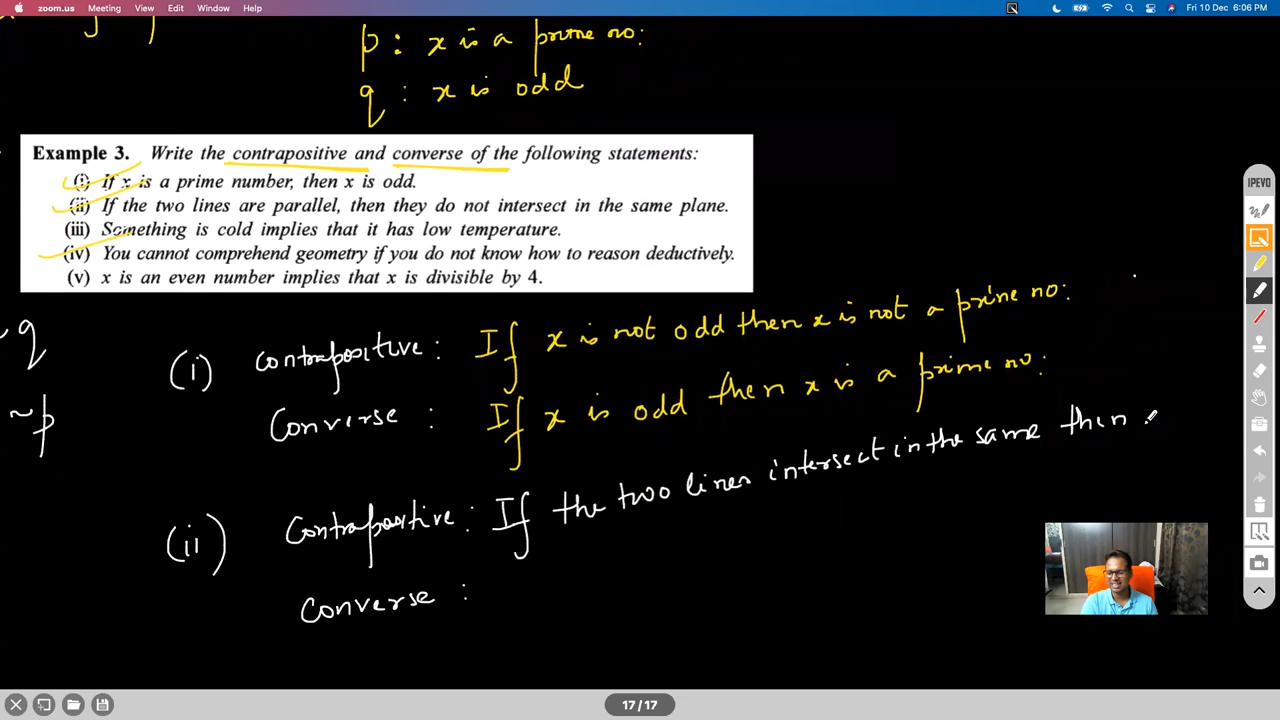 zoom.us Meeting View Edit Window Help Fri 10 Dec 6:06 PM
p : x is a prime no:
q : x is odd
Example 3. Write the contrapositive and converse of the following statements:
(i) If x is a prime number, then x is odd.
(ii) If the two lines are parallel, then they do not intersect in the same plane.
(iii) Something is cold implies that it has low temperature.
(iv) You cannot comprehend geometry if you do not know how to reason deductively.
(v) x is an even number implies that x is divisible by 4.
~q
~p
(i) Contrapositive : If x is not odd then x is not a prime no:
Converse : If x is odd then x is a prime no:
(ii) Contrapositive : If the two lines intersect in the same then
Converse :
IPEVO
17/17